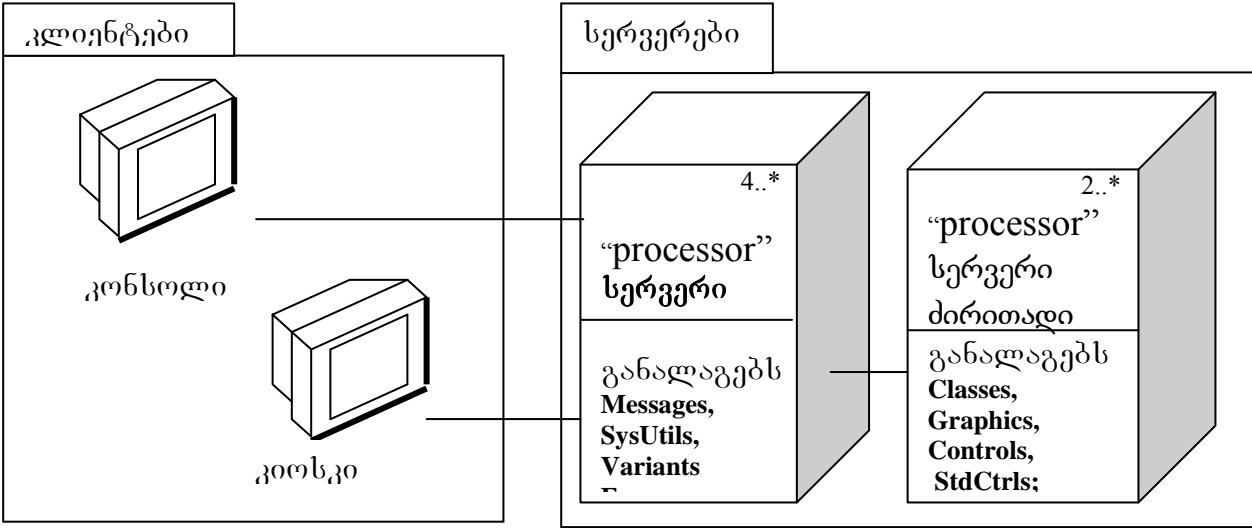 კლიენტები
კონსოლი
კიოსკი
სერვერები
4..*
“processor”
სერვერი
განალაგებს
Messages,
SysUtils,
Variants
2..*
“processor”
სერვერი
ძირითადი
განალაგებს
Classes,
Graphics,
Controls,
StdCtrls;